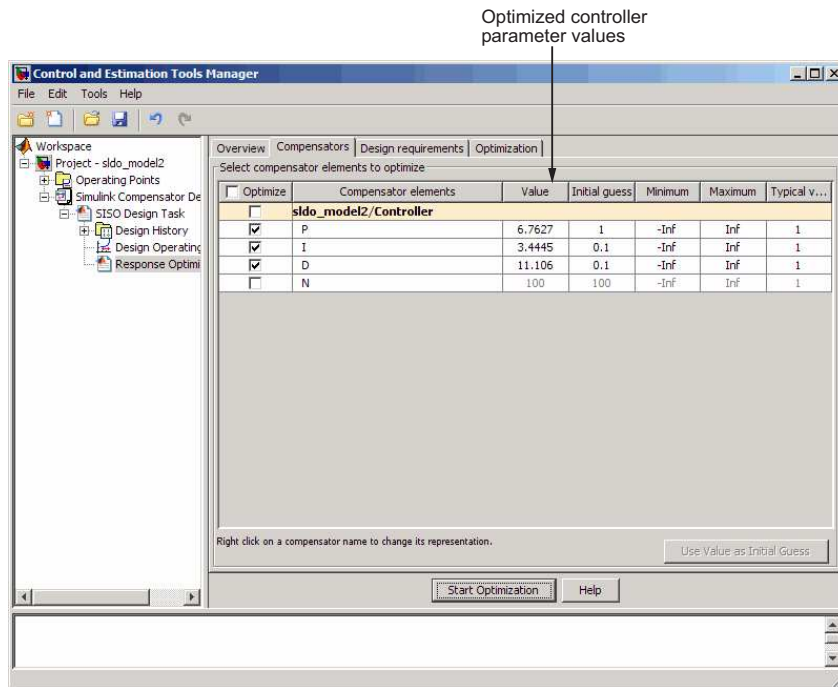 Optimized controller
parameter values
Control and Estimation Tools Manager
File Edit Tools Help
Workspace
Project - sldo_model2
Operating Points
Simulink Compensator De
SISO Design Task
Design History
Design Operating
Response Optimi
Overview Compensators Design requirements Optimization
Select compensator elements to optimize
Optimize Compensator elements Value Initial guess Minimum Maximum Typical v...
sldo_model2/Controller
P 6.7627 1 -Inf Inf 1
I 3.4445 0.1 -Inf Inf 1
D 11.106 0.1 -Inf Inf 1
N 100 100 -Inf Inf 1
Right click on a compensator name to change its representation.
Use Value as Initial Guess
Start Optimization Help